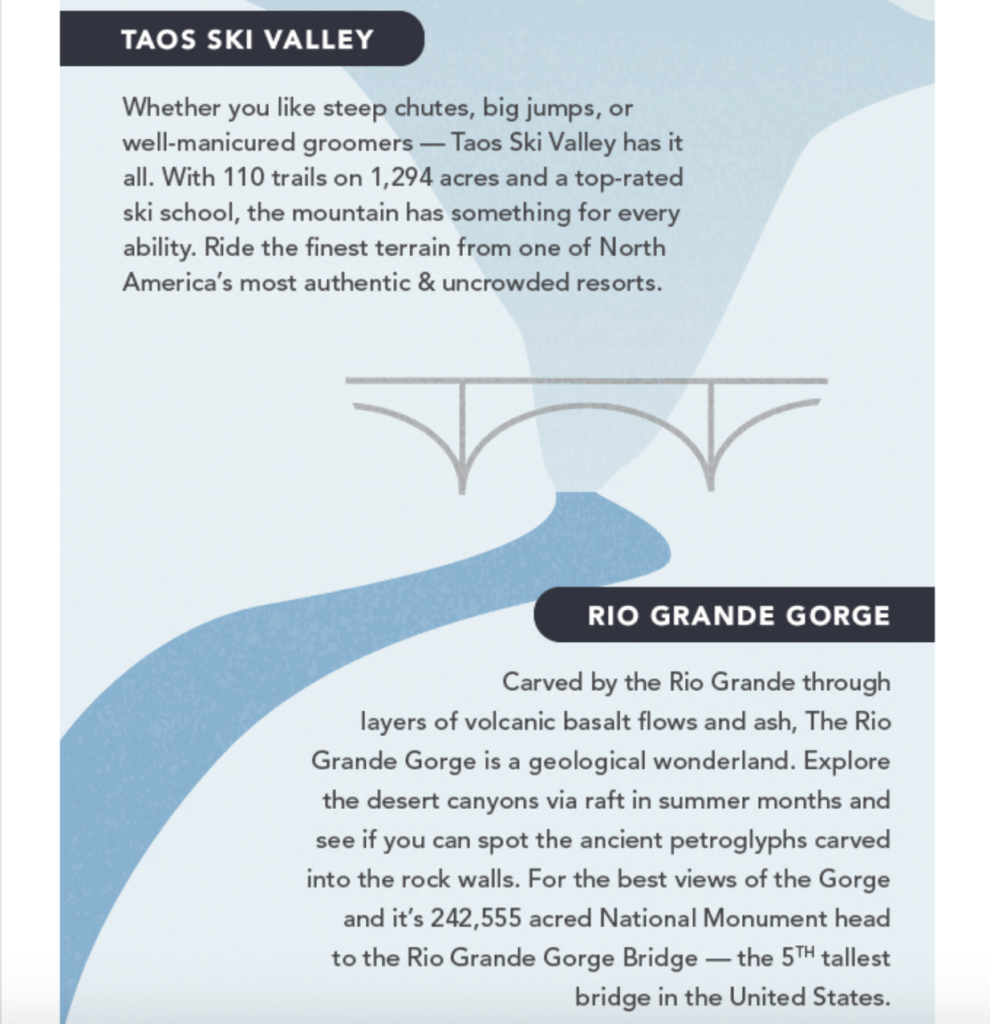 TAOS SKI VALLEY
Whether you like steep chutes, big jumps, or
well-manicured groomers — Taos Ski Valley has it
all. With 110 trails on 1,294 acres and a top-rated
ski school, the mountain has something for every
ability. Ride the finest terrain from one of North
America's most authentic & uncrowded resorts.
RIO GRANDE GORGE
Carved by the Rio Grande through
layers of volcanic basalt flows and ash, The Rio
Grande Gorge is a geological wonderland. Explore
the desert canyons via raft in summer months and
see if you can spot the ancient petroglyphs carved
into the rock walls. For the best views of the Gorge
and it's 242,555 acred National Monument head
to the Rio Grande Gorge Bridge — the 5TH tallest
bridge in the United States.